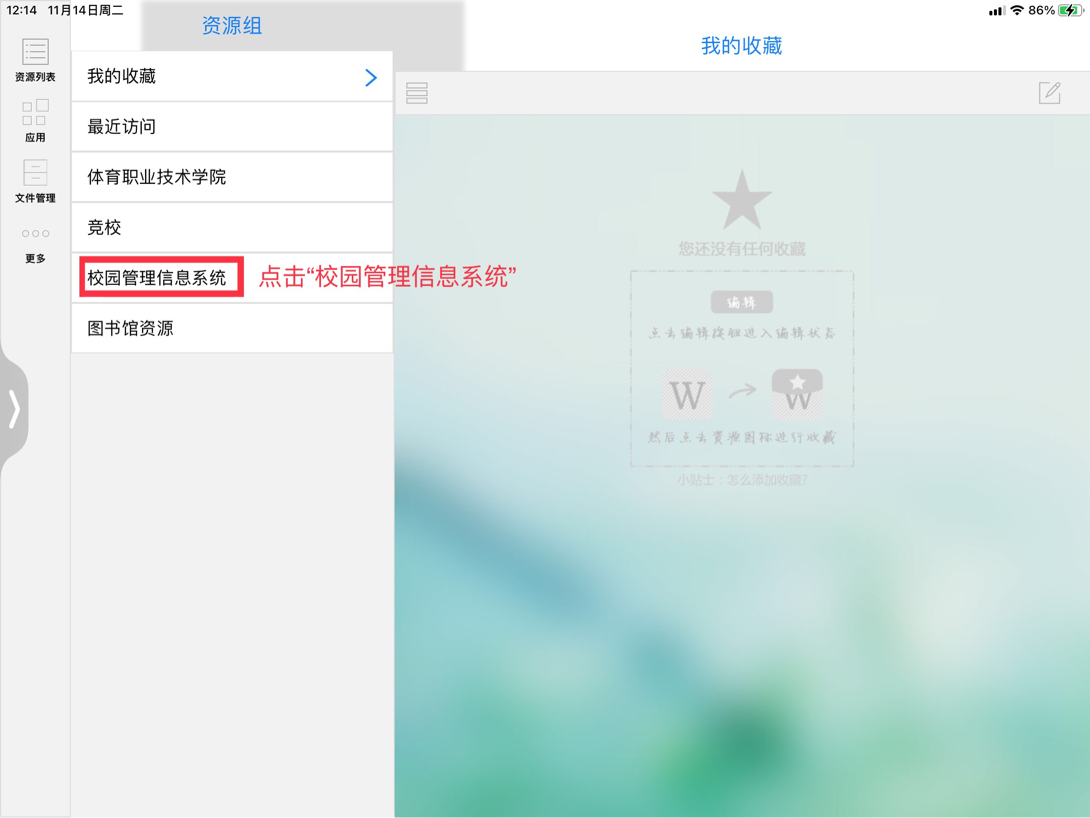 12:14 11月14日周二
86%
资源列表
应用
文件管理
更多
资源组
我的收藏
最近访问
体育职业技术学院
竞校
校园管理信息系统
点击“校园管理信息系统”
图书馆资源
我的收藏
您还没有任何收藏
编辑
点击编辑按钮进入编辑状态
W
W
然后点击资源图标进行收藏
小贴士：怎么添加收藏?